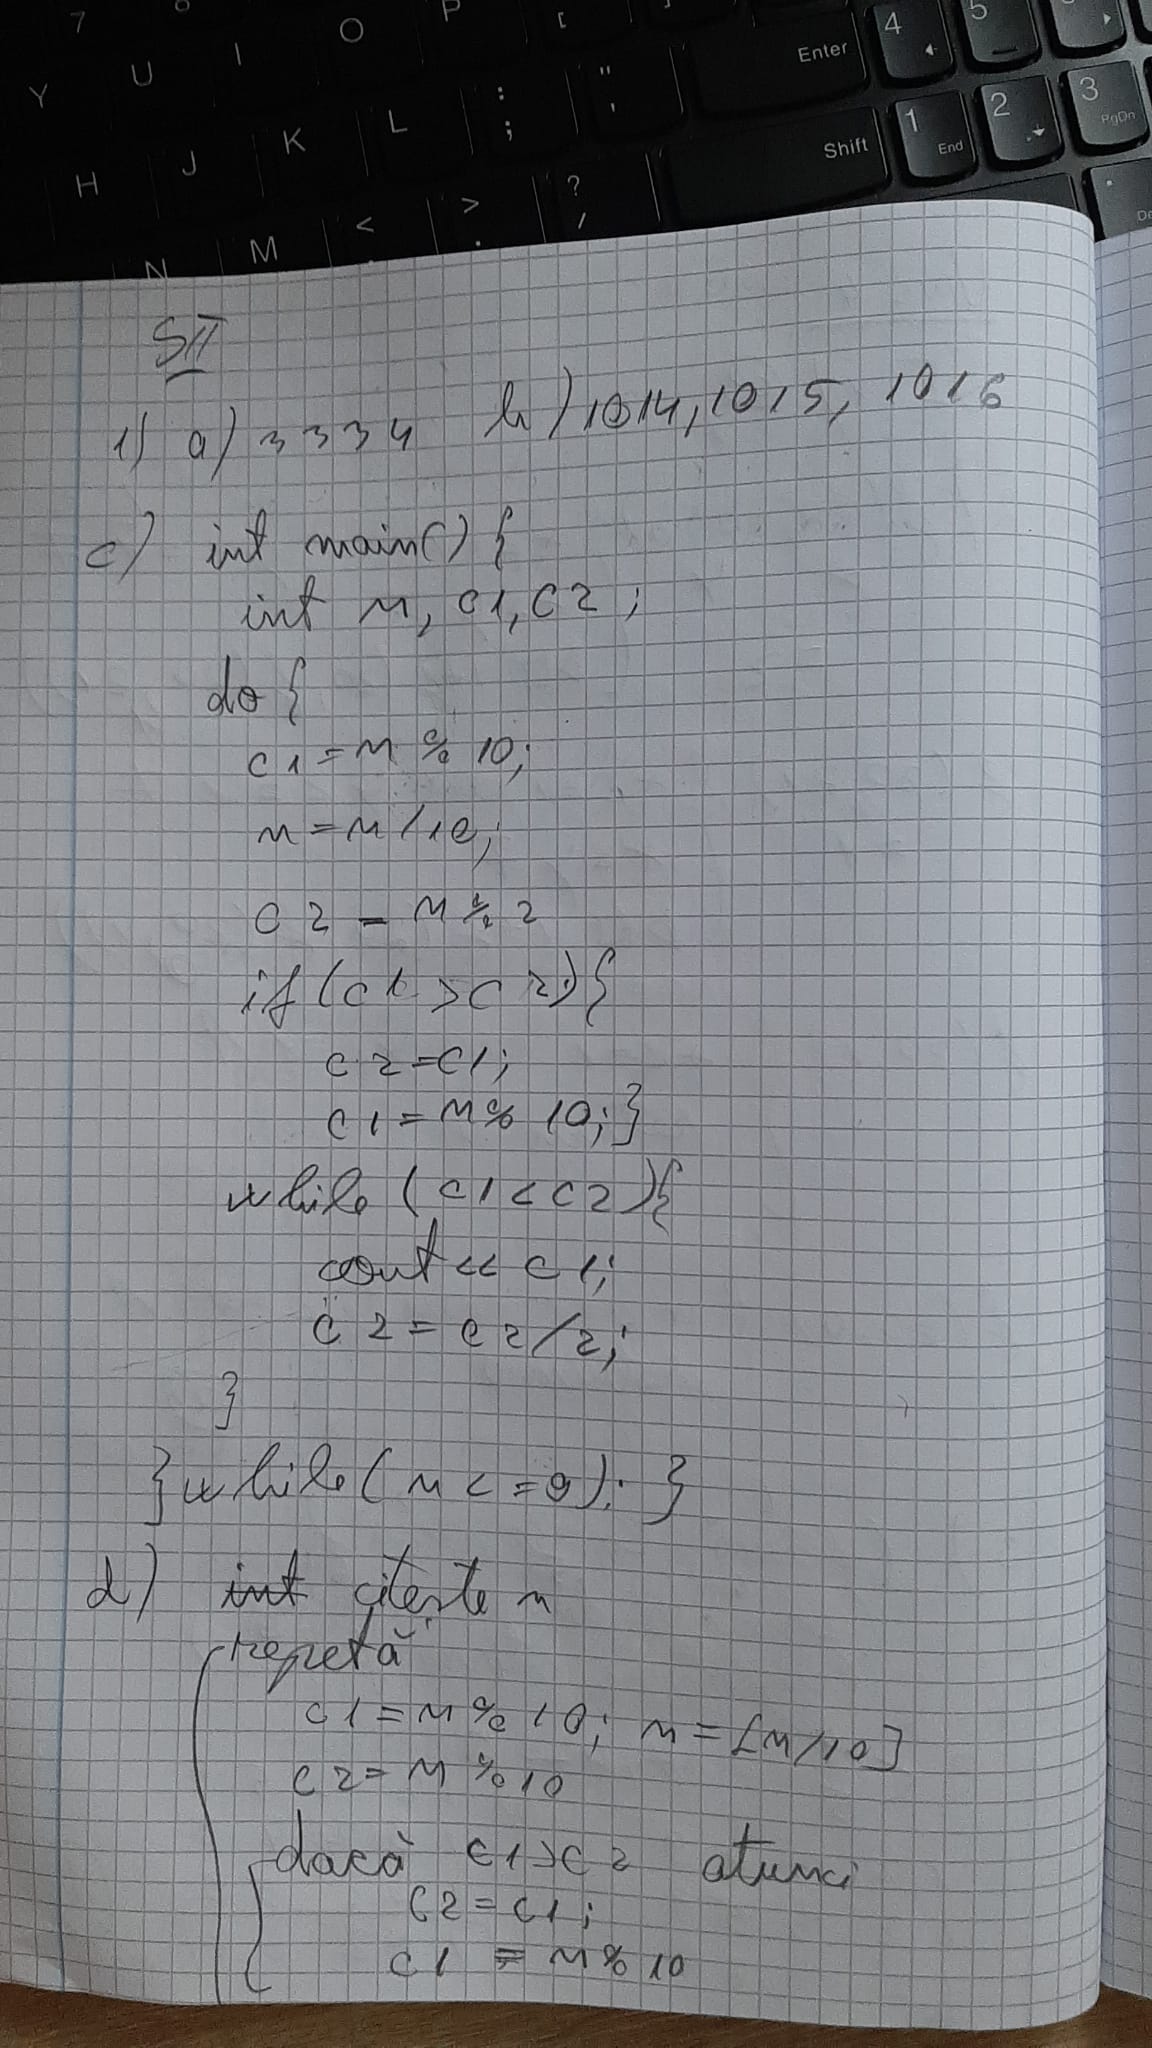 7 8 O P [
Y U I O Enter 4 5
H J K L : ; " ' Shift 1 End 2 3 PgDn
N M < > . ? / De
SII
1) a) 3334 b) 1014, 1015, 1016
c) int main() {
int n, c1, c2;
do {
c1 = n % 10;
n = n / 10;
c2 = n % 2
if (c1 > c2) {
c2 = c1;
c1 = n % 10; }
while (c1 < c2) {
cout << c1;
c2 = c2 / 2;
}
} while (n <= 9); }
d) int citește n
repetă
c1 = n % 10; n = [n/10]
c2 = n % 10
dacă c1 > c2 atunci
c2 = c1;
c1 = n % 10